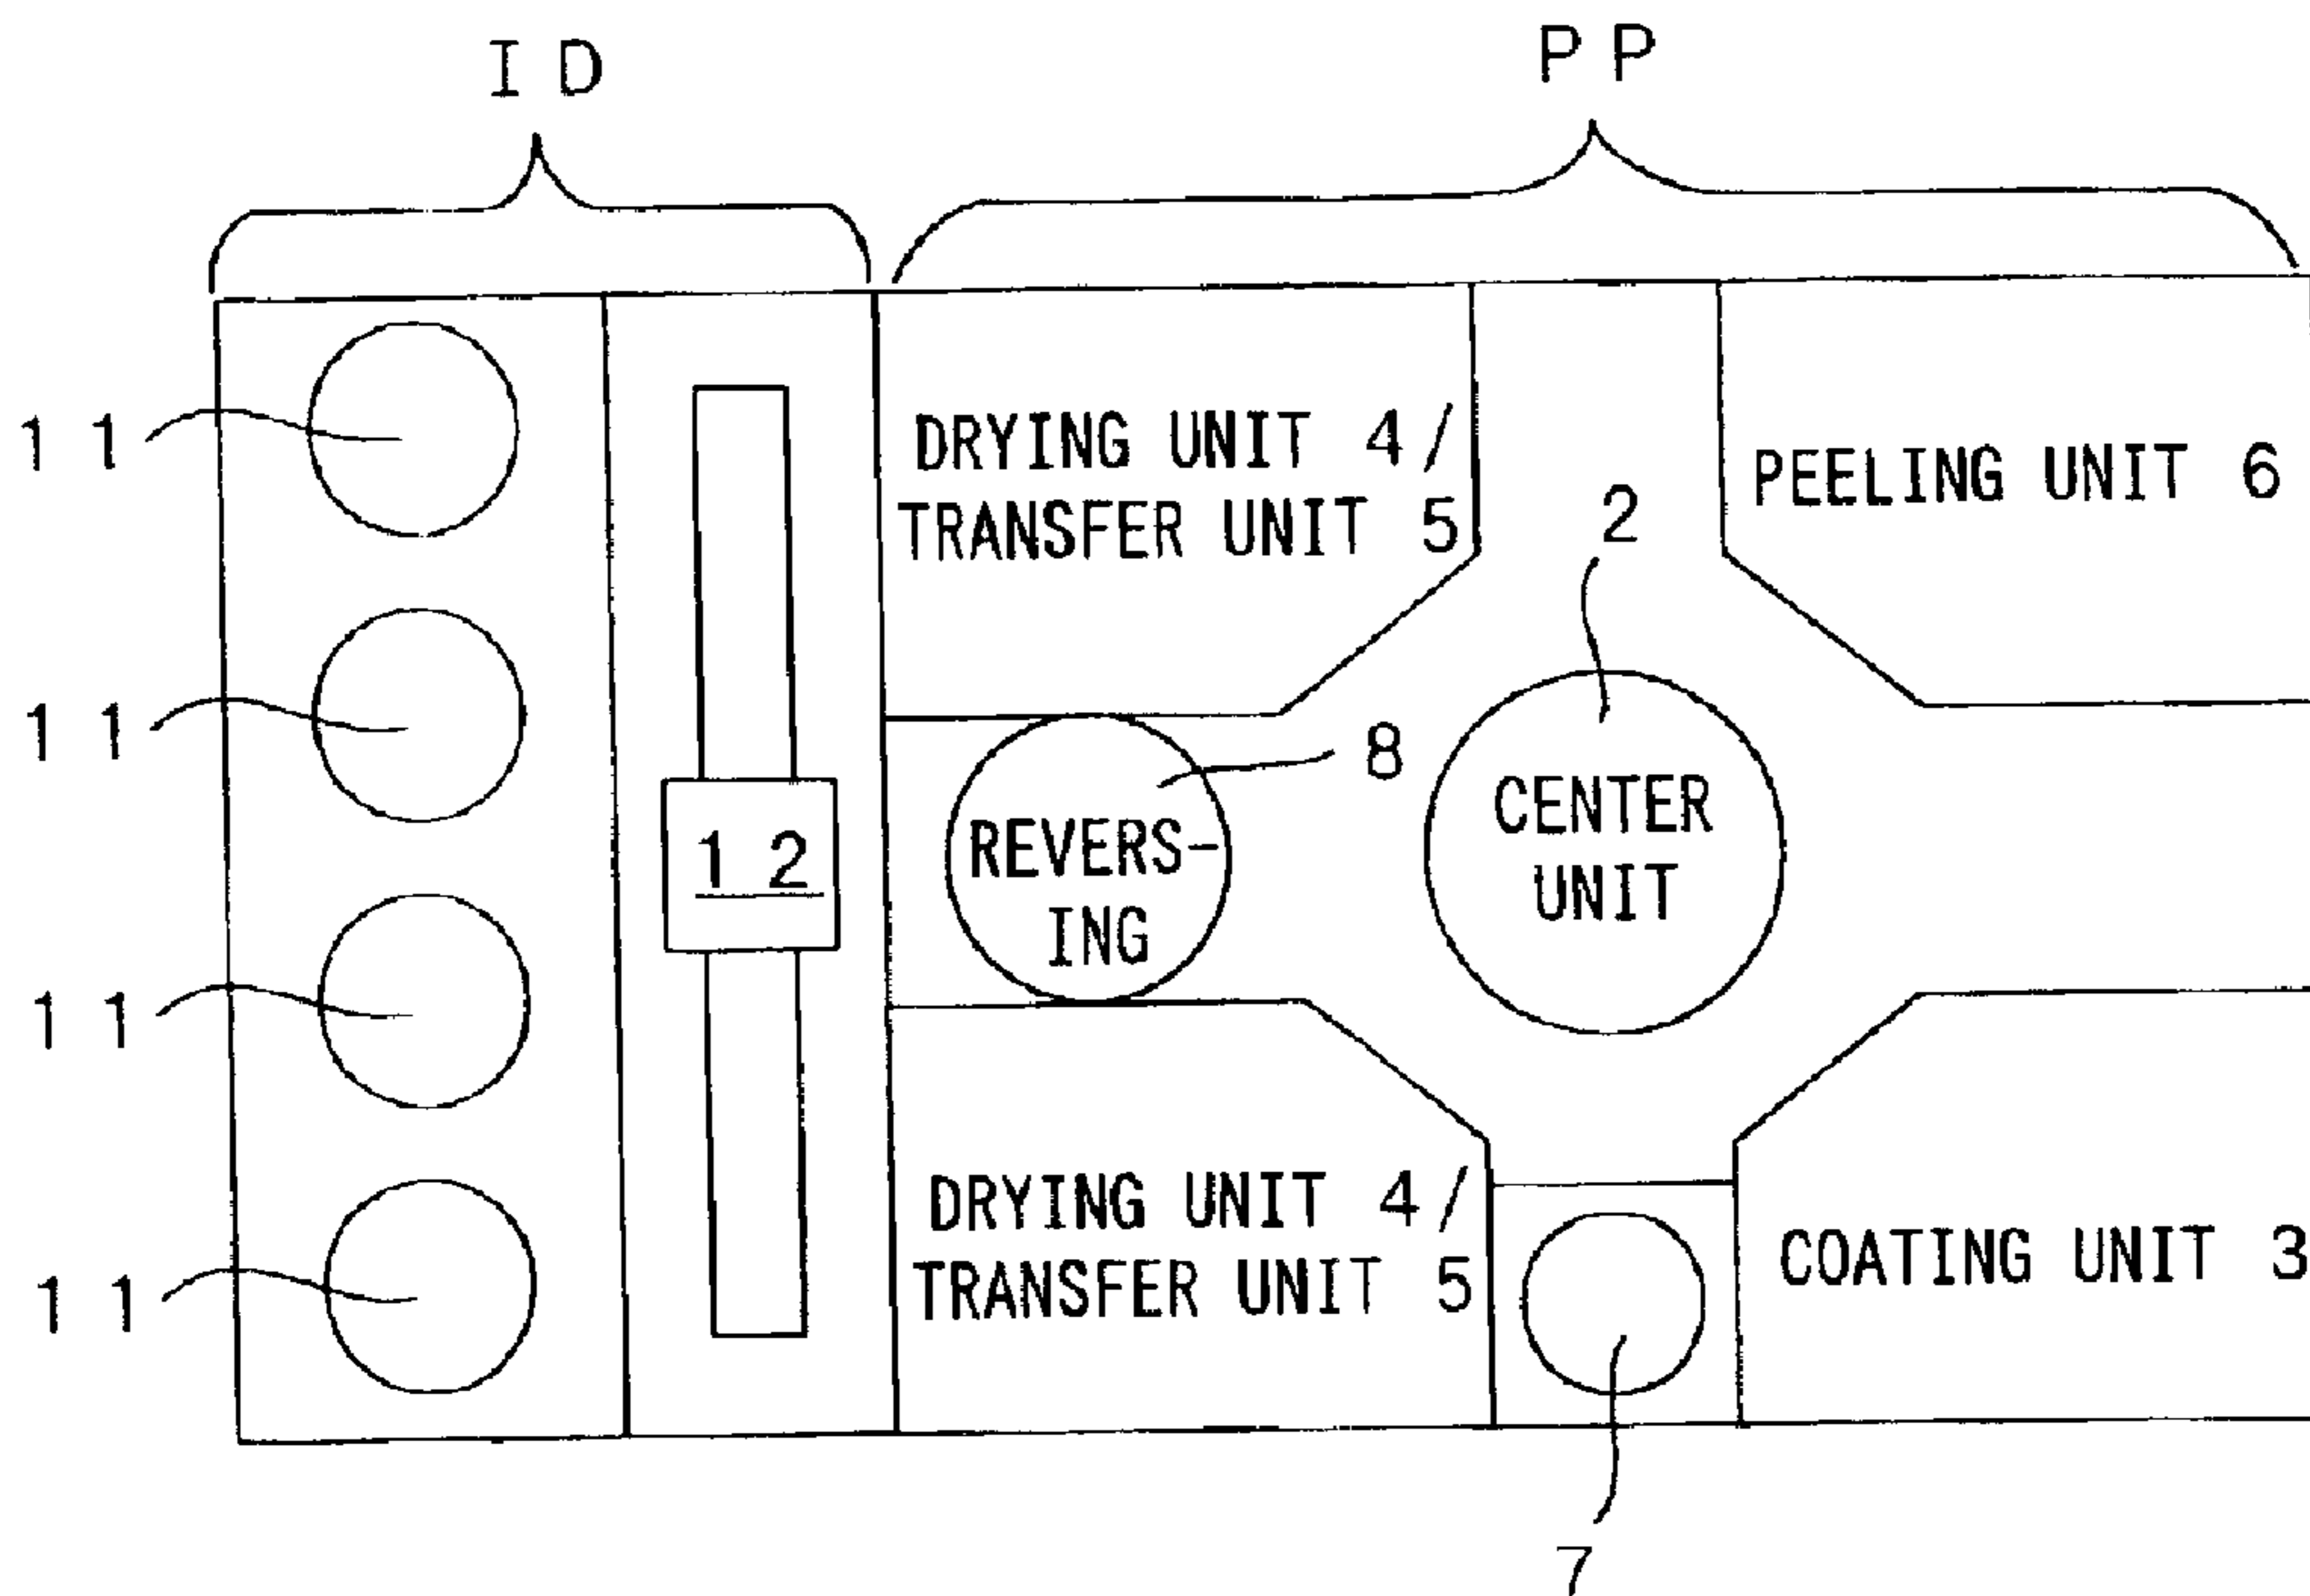 ID
PP
11
11
11
11
12
DRYING UNIT 4/
TRANSFER UNIT 5
2
PEELING UNIT 6
8
REVERS-
ING
CENTER
UNIT
DRYING UNIT 4/
TRANSFER UNIT 5
COATING UNIT 3
7